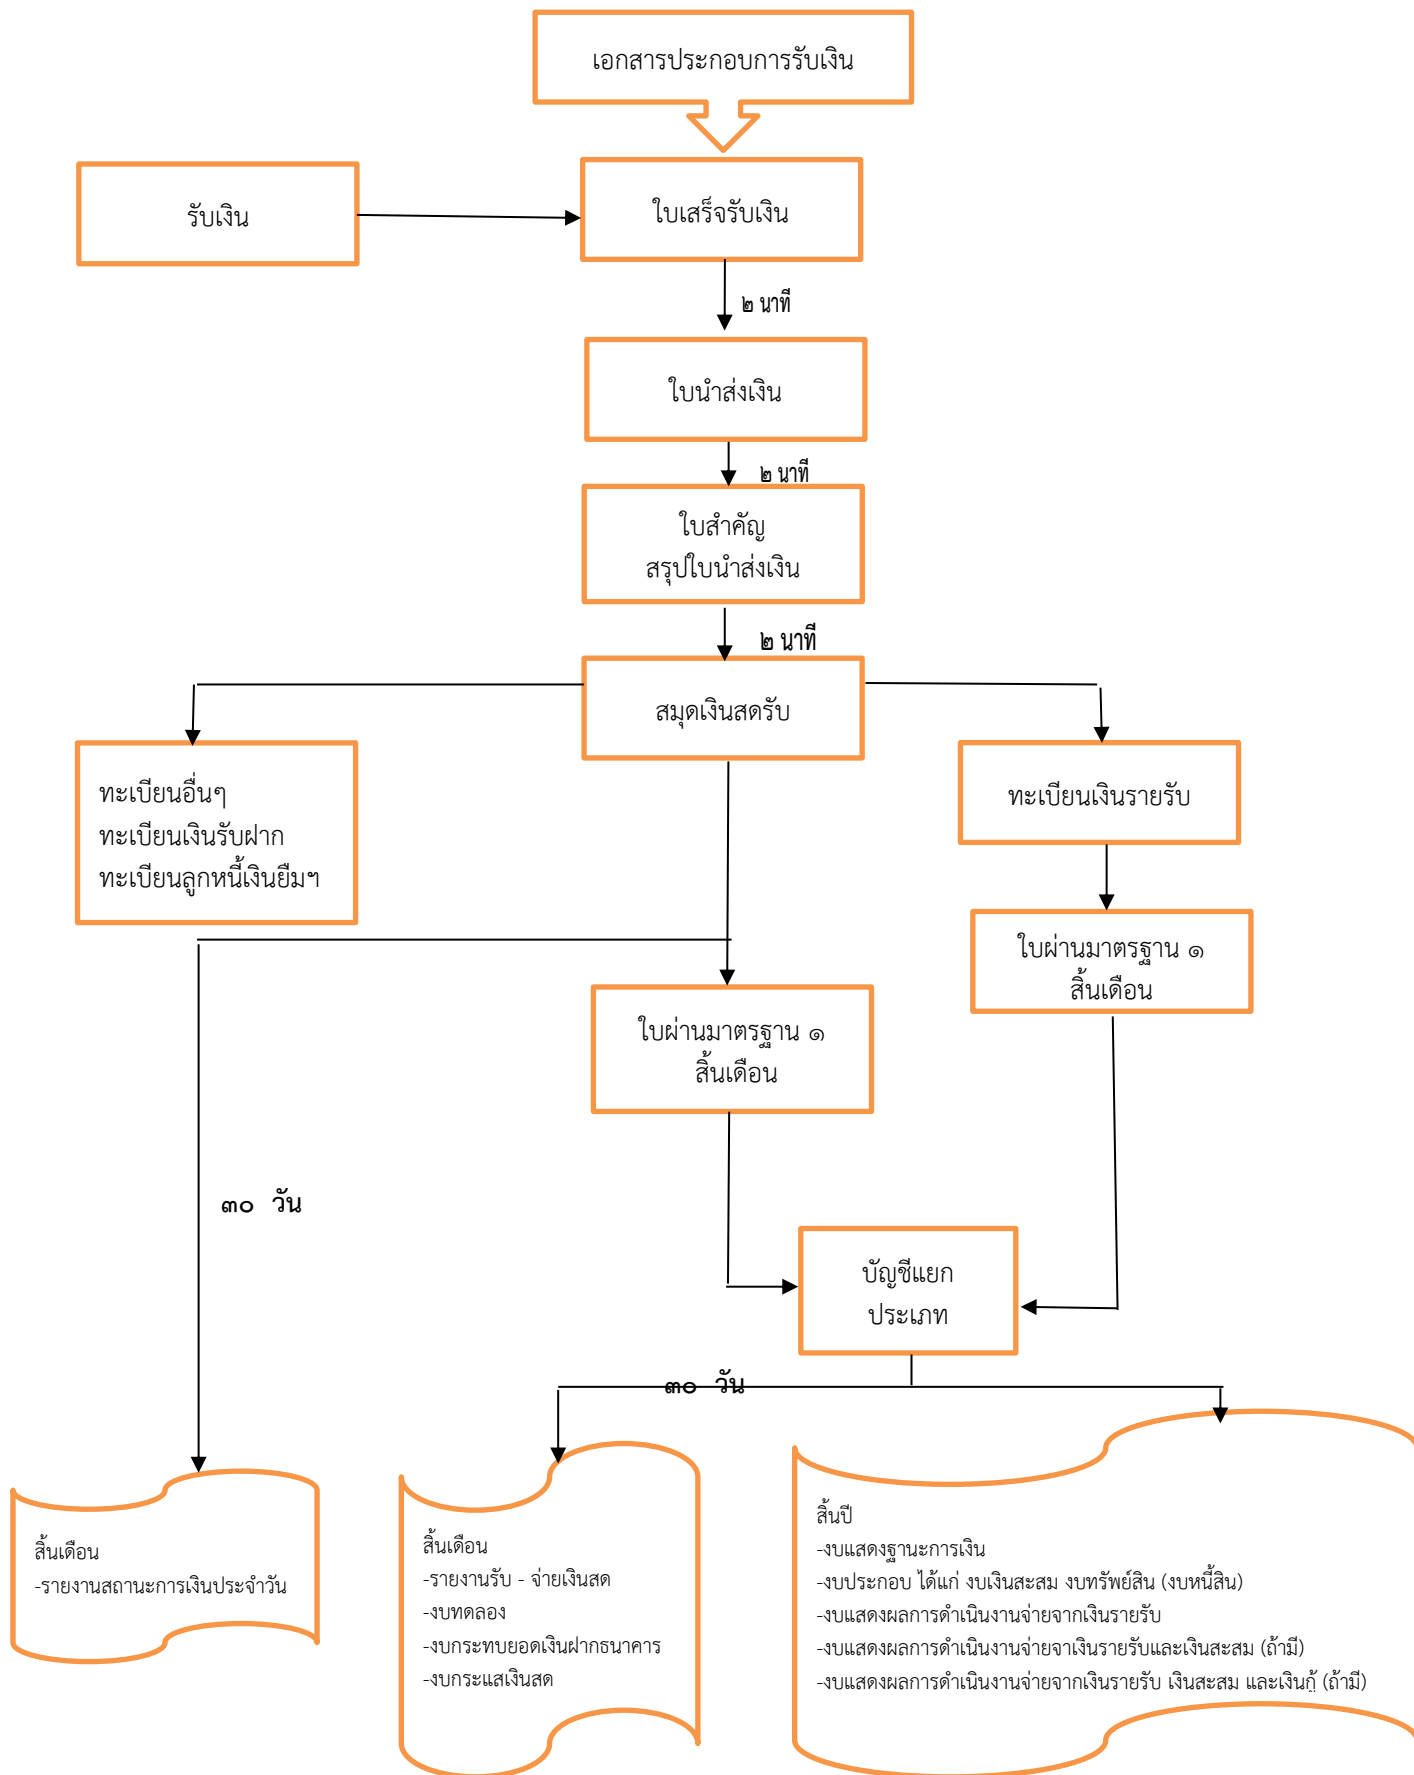 เอกสารประกอบการรับเงิน
รับเงิน
ใบเสร็จรับเงิน
๒ นาที
ใบนำส่งเงิน
๒ นาที
ใบสำคัญ
สรุปใบนำส่งเงิน
๒ นาที
สมุดเงินสดรับ
ทะเบียนอื่นๆ
ทะเบียนเงินรับฝาก
ทะเบียนลูกหนี้เงินยืมฯ
ทะเบียนเงินรายรับ
ใบผ่านมาตรฐาน ๑
สิ้นเดือน
ใบผ่านมาตรฐาน ๑
สิ้นเดือน
๓๐ วัน
บัญชีแยก
ประเภท
๓๐ วัน
สิ้นเดือน
-รายงานสถานะการเงินประจำวัน
สิ้นเดือน
-รายงานรับ - จ่ายเงินสด
-งบทดลอง
-งบกระทบยอดเงินฝากธนาคาร
-งบกระแสเงินสด
สิ้นปี
-งบแสดงฐานะการเงิน
-งบประกอบ ได้แก่ งบเงินสะสม งบทรัพย์สิน (งบหนี้สิน)
-งบแสดงผลการดำเนินงานจ่ายจากเงินรายรับ
-งบแสดงผลการดำเนินงานจ่ายจาเงินรายรับและเงินสะสม (ถ้ามี)
-งบแสดงผลการดำเนินงานจ่ายจากเงินรายรับ เงินสะสม และเงินกู้ (ถ้ามี)